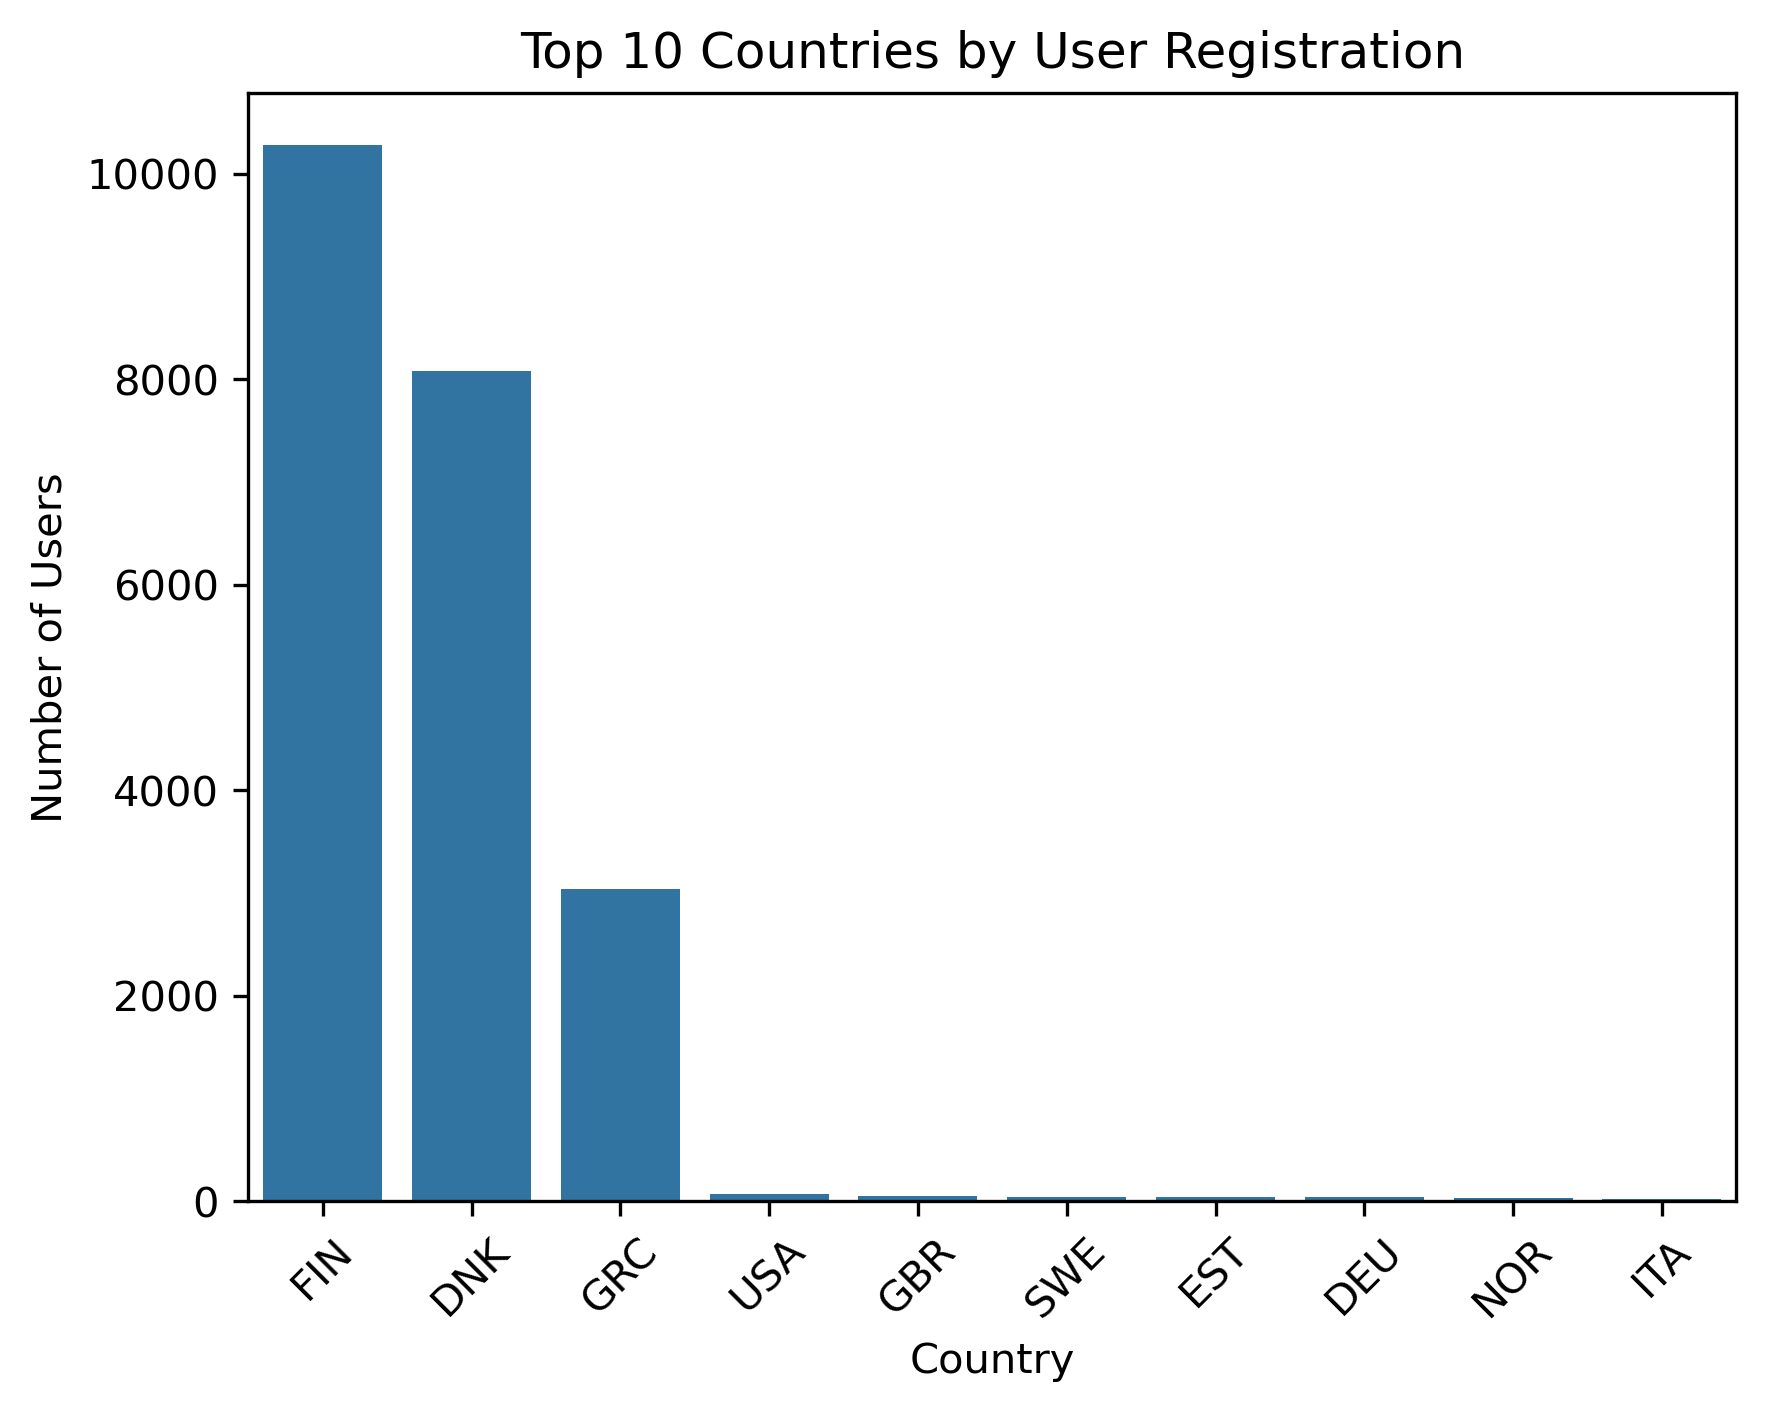 Top 10 Countries by User Registration
Number of Users
10000
8000
6000
4000
2000
0
FIN DNK GRC USA GBR SWE EST DEU NOR ITA
Country